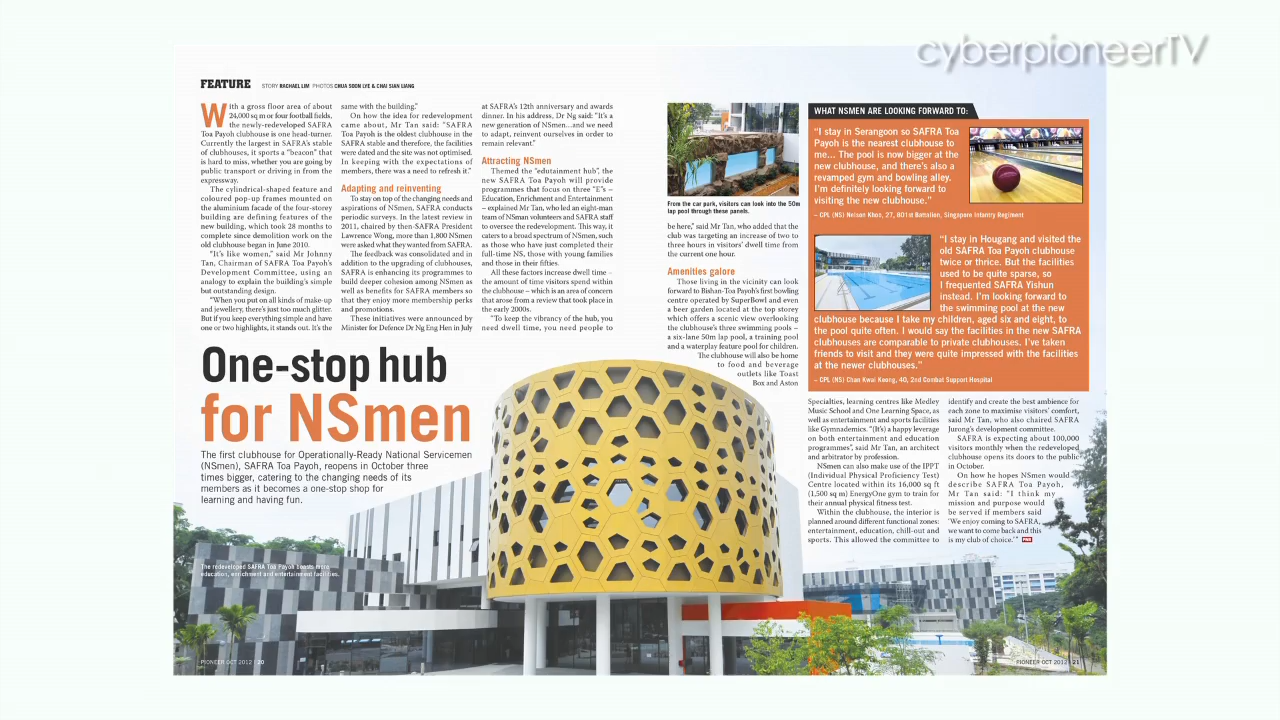 cyberpioneerTV
FEATURE STORY RACHAEL LIM PHOTOS CHUA SOON LYE & CHAI SIAN LIANG
With a gross floor area of about
24,000 sq m or four football fields,
the newly-redeveloped SAFRA
Toa Payoh clubhouse is one head-turner.
Currently the largest in SAFRA's stable
of clubhouses, it sports a "beacon" that
is hard to miss, whether you are going by
public transport or driving in from the
expressway.
The cylindrical-shaped feature and
coloured pop-up frames mounted on
the aluminium facade of the four-storey
building are defining features of the
new building, which took 28 months to
complete since demolition work on the
old clubhouse began in June 2010.
"It's like women," said Mr Johnny
Tan, Chairman of SAFRA Toa Payoh's
Development Committee, using an
analogy to explain the building's simple
but outstanding design.
"When you put on all kinds of make-up
and jewellery, there's just too much glitter.
But if you keep everything simple and have
one or two highlights, it stands out. It's the
same with the building."
On how the idea for redevelopment
came about, Mr Tan said: "SAFRA
Toa Payoh is the oldest clubhouse in the
SAFRA stable and therefore, the facilities
were dated and the site was not optimised.
In keeping with the expectations of
members, there was a need to refresh it."
Adapting and reinventing
To stay on top of the changing needs and
aspirations of NSmen, SAFRA conducts
periodic surveys. In the latest review in
2011, chaired by then-SAFRA President
Lawrence Wong, more than 1,800 NSmen
were asked what they wanted from SAFRA.
The feedback was consolidated and in
addition to the upgrading of clubhouses,
SAFRA is enhancing its programmes to
build deeper cohesion among NSmen as
well as benefits for SAFRA members so
that they enjoy more membership perks
and promotions.
These initiatives were announced by
Minister for Defence Dr Ng Eng Hen in July
at SAFRA's 12th anniversary and awards
dinner. In his address, Dr Ng said: "It's a
new generation of NSmen...and we need
to adapt, reinvent ourselves in order to
remain relevant."
Attracting NSmen
Themed the "edutainment hub", the
new SAFRA Toa Payoh will provide
programmes that focus on three "E"s –
Education, Enrichment and Entertainment
– explained Mr Tan, who led an eight-man
team of NSman volunteers and SAFRA staff
to oversee the redevelopment. This way, it
caters to a broad spectrum of NSmen, such
as those who have just completed their
full-time NS, those with young families
and those in their fifties.
All these factors increase dwell time –
the amount of time visitors spend within
the clubhouse – which is an area of concern
that arose from a review that took place in
the early 2000s.
"To keep the vibrancy of the hub, you
need dwell time, you need people to
One-stop hub
for NSmen
The first clubhouse for Operationally-Ready National Servicemen
(NSmen), SAFRA Toa Payoh, reopens in October three
times bigger, catering to the changing needs of its
members as it becomes a one-stop shop for
learning and having fun.
The redeveloped SAFRA Toa Payoh boasts more
education, enrichment and entertainment facilities.
PIONEER OCT 2012 | 20
From the car park, visitors can look into the 50m
lap pool through these panels.
be here," said Mr Tan, who added that the
club was targeting an increase of two to
three hours in visitors' dwell time from
the current one hour.
Amenities galore
Those living in the vicinity can look
forward to Bishan-Toa Payoh's first bowling
centre operated by SuperBowl and even
a beer garden located at the top storey
which offers a scenic view overlooking
the clubhouse's three swimming pools –
a six-lane 50m lap pool, a training pool
and a waterplay feature pool for children.
The clubhouse will also be home
to food and beverage
outlets like Toast
Box and Aston
WHAT NSMEN ARE LOOKING FORWARD TO:
"I stay in Serangoon so SAFRA Toa
Payoh is the nearest clubhouse to
me... The pool is now bigger at the
new clubhouse, and there's also a
revamped gym and bowling alley.
I'm definitely looking forward to
visiting the new clubhouse."
– CPL (NS) Nelson Khoo, 27, 801st Battalion, Singapore Infantry Regiment
"I stay in Hougang and visited the
old SAFRA Toa Payoh clubhouse
twice or thrice. But the facilities
used to be quite sparse, so
I frequented SAFRA Yishun
instead. I'm looking forward to
the swimming pool at the new
clubhouse because I take my children, aged six and eight, to
the pool quite often. I would say the facilities in the new SAFRA
clubhouses are comparable to private clubhouses. I've taken
friends to visit and they were quite impressed with the facilities
at the newer clubhouses."
– CPL (NS) Chan Kwai Keong, 40, 2nd Combat Support Hospital
Specialties, learning centres like Medley
Music School and One Learning Space, as
well as entertainment and sports facilities
like Gymnademics. "(It's) a happy leverage
on both entertainment and education
programmes", said Mr Tan, an architect
and arbitrator by profession.
NSmen can also make use of the IPPT
(Individual Physical Proficiency Test)
Centre located within its 16,000 sq ft
(1,500 sq m) EnergyOne gym to train for
their annual physical fitness test.
Within the clubhouse, the interior is
planned around different functional zones:
entertainment, education, chill-out and
sports. This allowed the committee to
identify and create the best ambience for
each zone to maximise visitors' comfort,
said Mr Tan, who also chaired SAFRA
Jurong's development committee.
SAFRA is expecting about 100,000
visitors monthly when the redeveloped
clubhouse opens its doors to the public
in October.
On how he hopes NSmen would
describe SAFRA Toa Payoh,
Mr Tan said: "I think my
mission and purpose would
be served if members said
'We enjoy coming to SAFRA,
we want to come back and this
is my club of choice.'"
PIONEER OCT 2012 | 21